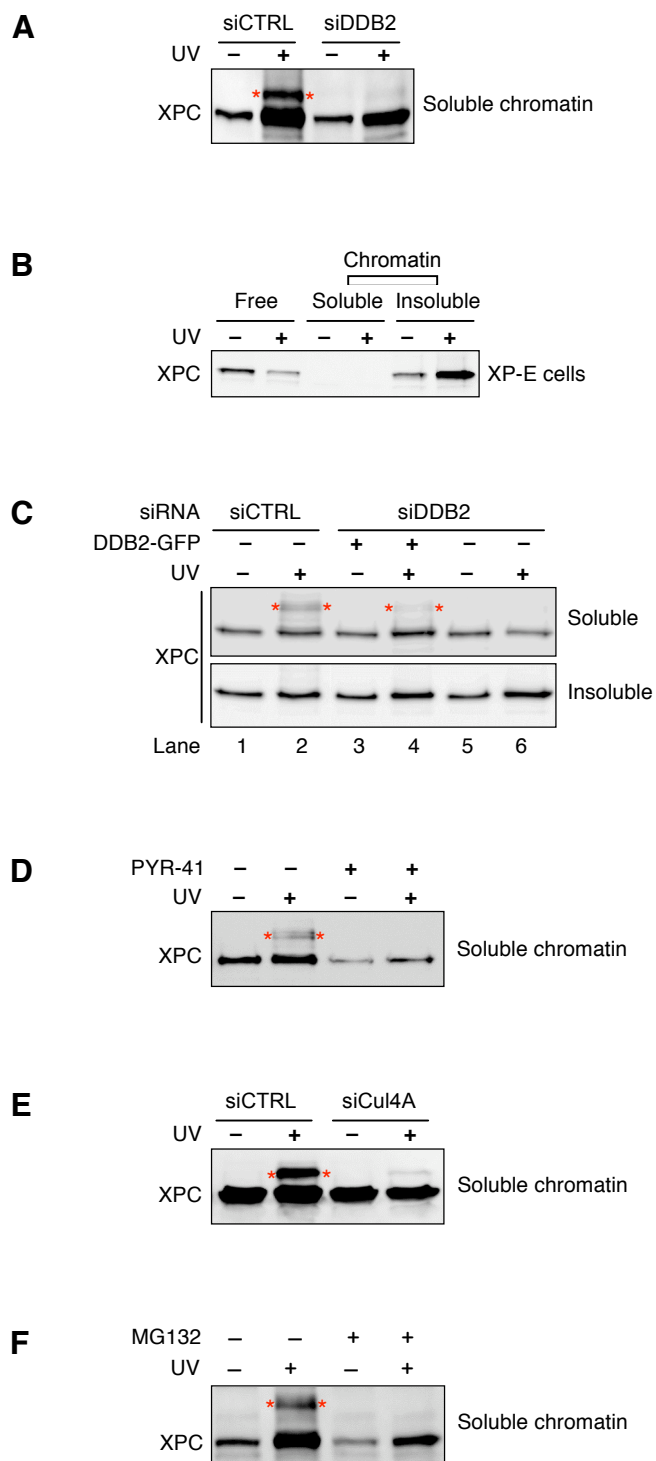 A
siCTRL siDDB2
UV – + – +
* *
XPC Soluble chromatin
B
Chromatin
Free Soluble Insoluble
UV – + – + – +
XPC XP-E cells
C
siRNA siCTRL siDDB2
DDB2-GFP – – + + – –
UV – + – + – +
* * * * Soluble
XPC
Insoluble
Lane 1 2 3 4 5 6
D
PYR-41 – – + +
UV – + – +
* *
XPC Soluble chromatin
E
siCTRL siCul4A
UV – + – +
* *
XPC Soluble chromatin
F
MG132 – – + +
UV – + – +
* *
XPC Soluble chromatin